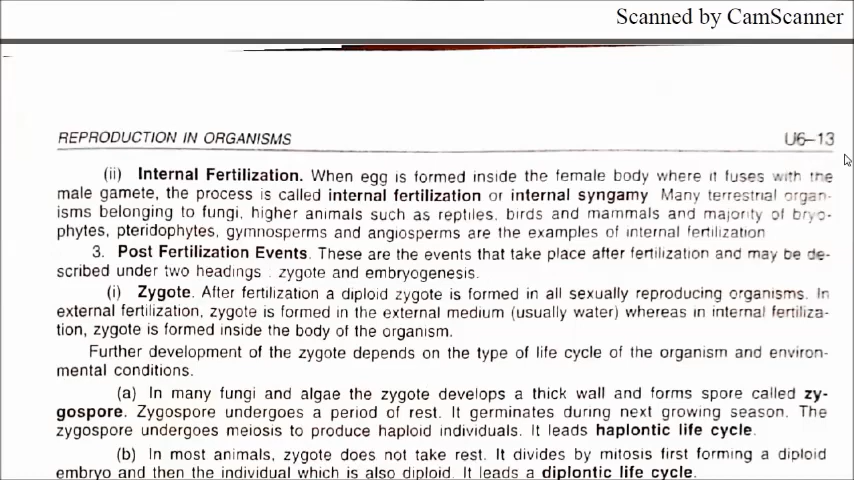 Scanned by CamScanner
REPRODUCTION IN ORGANISMS U6–13
(ii) Internal Fertilization. When egg is formed inside the female body where it fuses with the
male gamete, the process is called internal fertilization or internal syngamy Many terrestrial organ-
isms belonging to fungi, higher animals such as reptiles, birds and mammals and majority of bryo-
phytes, pteridophytes, gymnosperms and angiosperms are the examples of internal fertilization
3. Post Fertilization Events. These are the events that take place after fertilization and may be de-
scribed under two headings : zygote and embryogenesis.
(i) Zygote. After fertilization a diploid zygote is formed in all sexually reproducing organisms. In
external fertilization, zygote is formed in the external medium (usually water) whereas in internal fertiliza-
tion, zygote is formed inside the body of the organism.
Further development of the zygote depends on the type of life cycle of the organism and environ-
mental conditions.
(a) In many fungi and algae the zygote develops a thick wall and forms spore called zy-
gospore. Zygospore undergoes a period of rest. It germinates during next growing season. The
zygospore undergoes meiosis to produce haploid individuals. It leads haplontic life cycle.
(b) In most animals, zygote does not take rest. It divides by mitosis first forming a diploid
embryo and then the individual which is also diploid. It leads a diplontic life cycle.